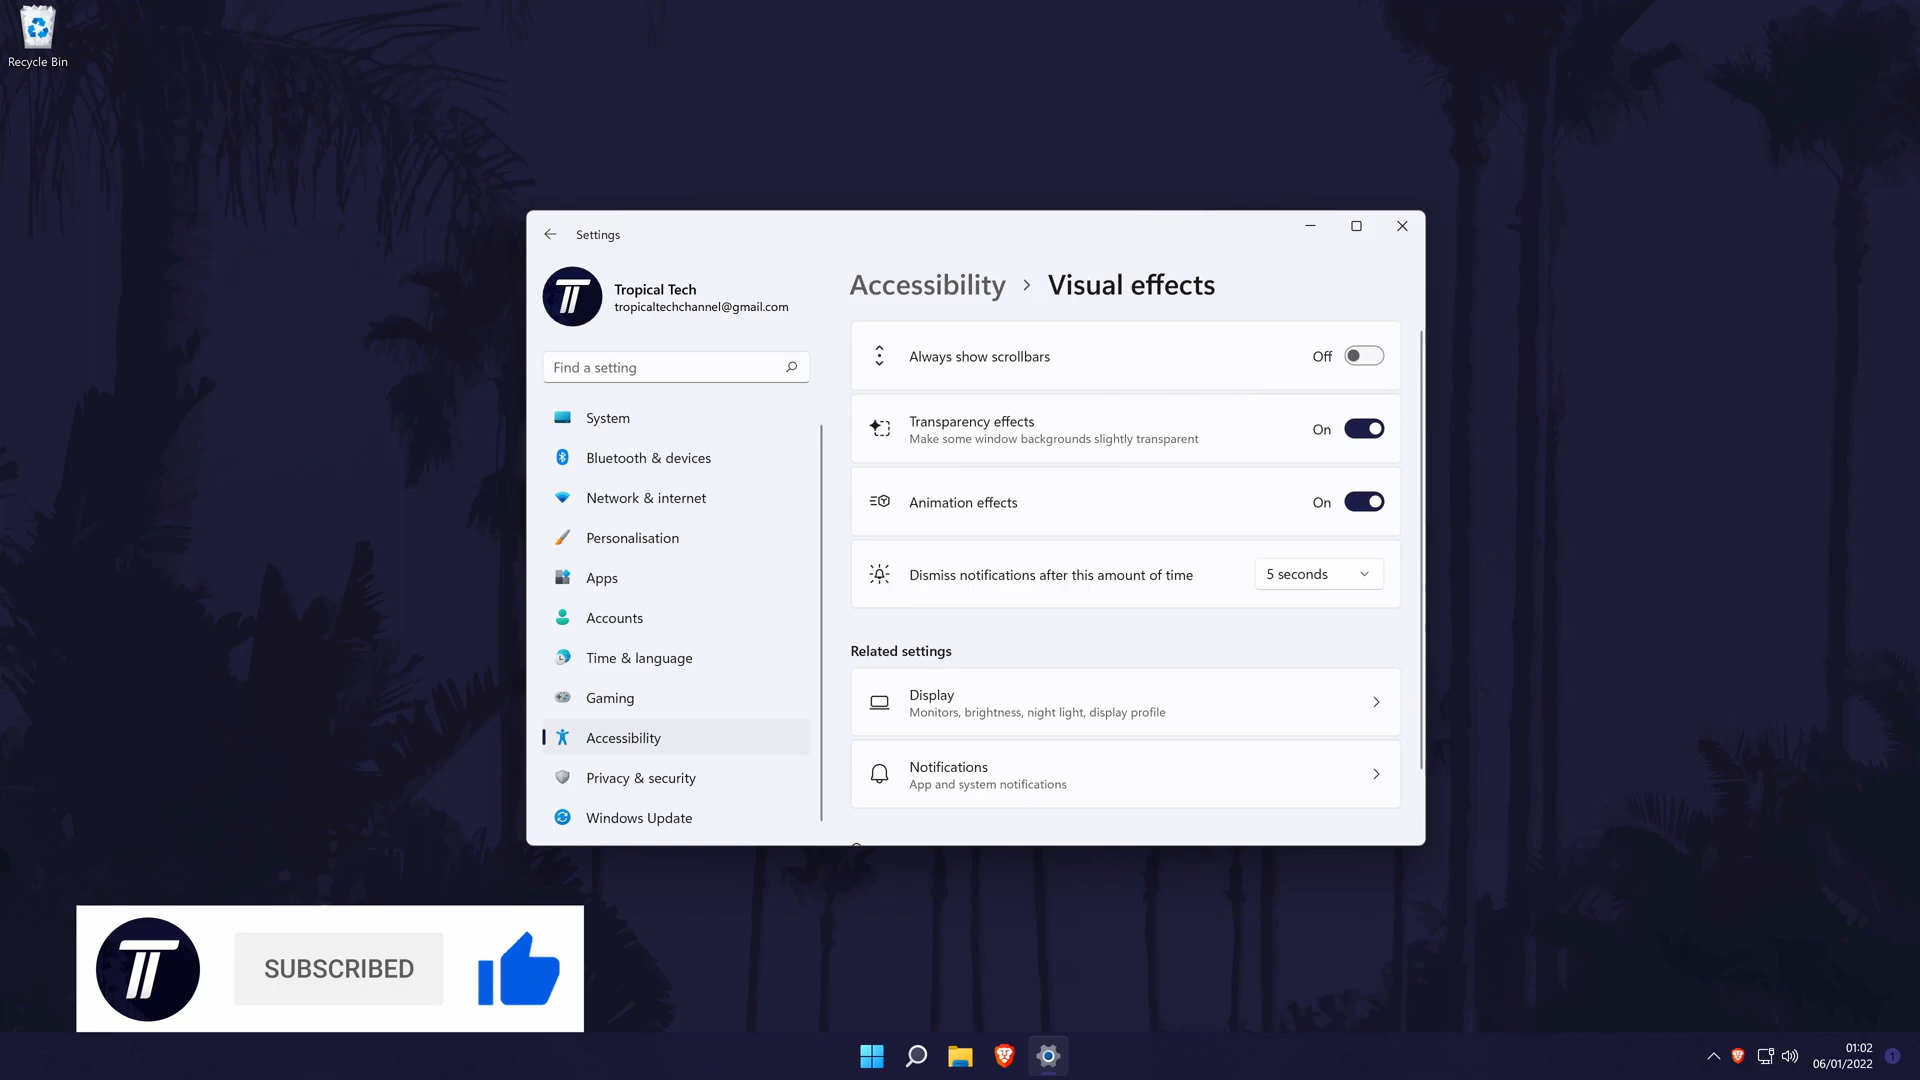 Recycle Bin
Settings
Tropical Tech
tropicaltechchannel@gmail.com
Find a setting
System
Bluetooth & devices
Network & internet
Personalisation
Apps
Accounts
Time & language
Gaming
Accessibility
Privacy & security
Windows Update
Accessibility > Visual effects
Always show scrollbars
Off
Transparency effects
Make some window backgrounds slightly transparent
On
Animation effects
On
Dismiss notifications after this amount of time
5 seconds
Related settings
Display
Monitors, brightness, night light, display profile
Notifications
App and system notifications
SUBSCRIBED
01:02
06/01/2022
1